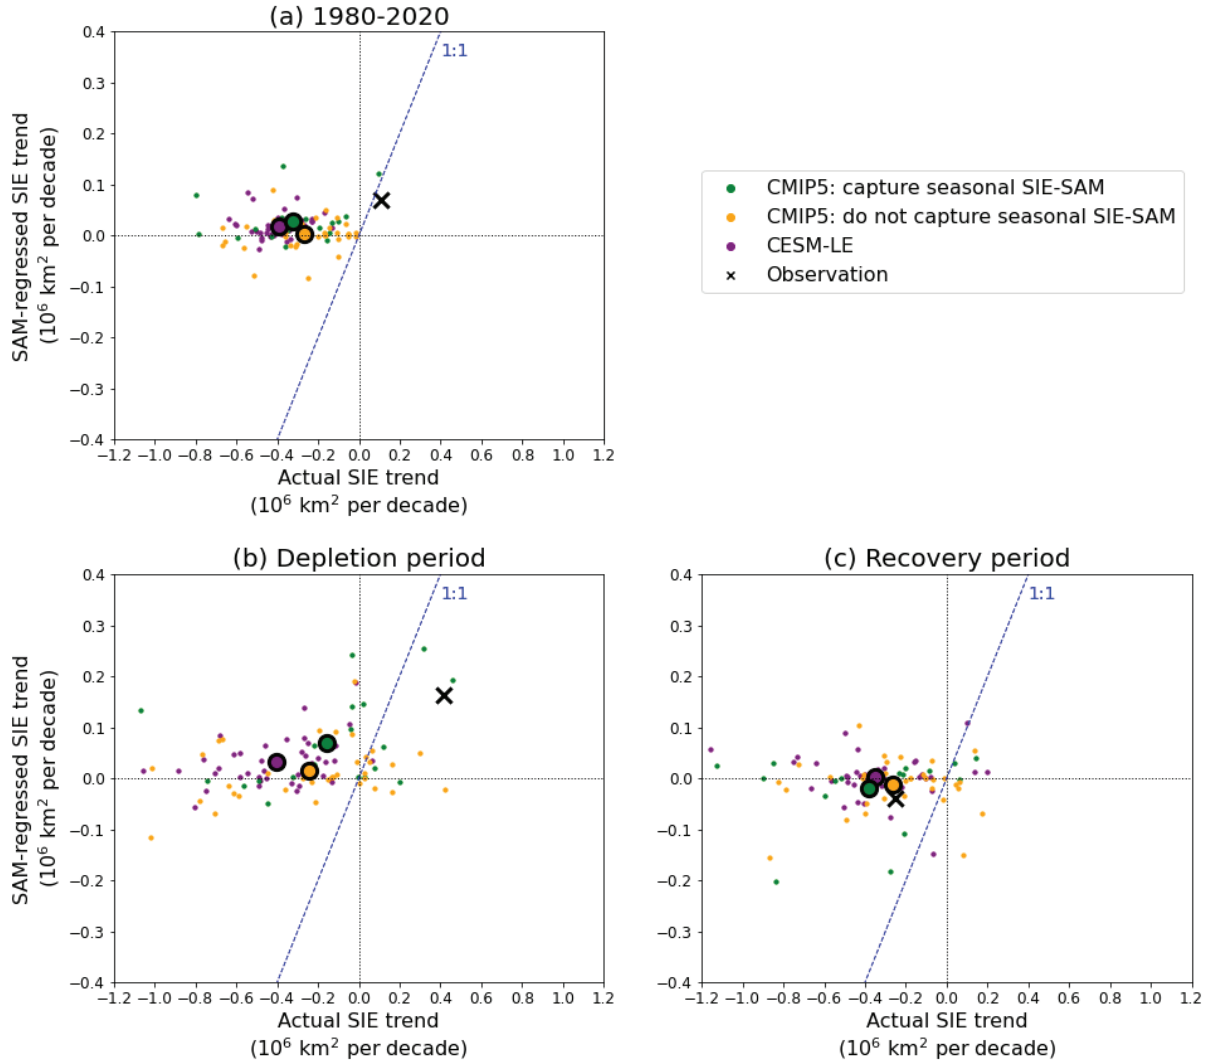 (a) 1980-2020
1:1
0.4
0.3
0.2
0.1
0.0
−0.1
−0.2
−0.3
−0.4
SAM-regressed SIE trend
(10⁶ km² per decade)
−1.2 −1.0 −0.8 −0.6 −0.4 −0.2 0.0 0.2 0.4 0.6 0.8 1.0 1.2
Actual SIE trend
(10⁶ km² per decade)
CMIP5: capture seasonal SIE-SAM
CMIP5: do not capture seasonal SIE-SAM
CESM-LE
Observation
(b) Depletion period
1:1
0.4
0.3
0.2
0.1
0.0
−0.1
−0.2
−0.3
−0.4
SAM-regressed SIE trend
(10⁶ km² per decade)
−1.2 −1.0 −0.8 −0.6 −0.4 −0.2 0.0 0.2 0.4 0.6 0.8 1.0 1.2
Actual SIE trend
(10⁶ km² per decade)
(c) Recovery period
1:1
0.4
0.3
0.2
0.1
0.0
−0.1
−0.2
−0.3
−0.4
−1.2 −1.0 −0.8 −0.6 −0.4 −0.2 0.0 0.2 0.4 0.6 0.8 1.0 1.2
Actual SIE trend
(10⁶ km² per decade)